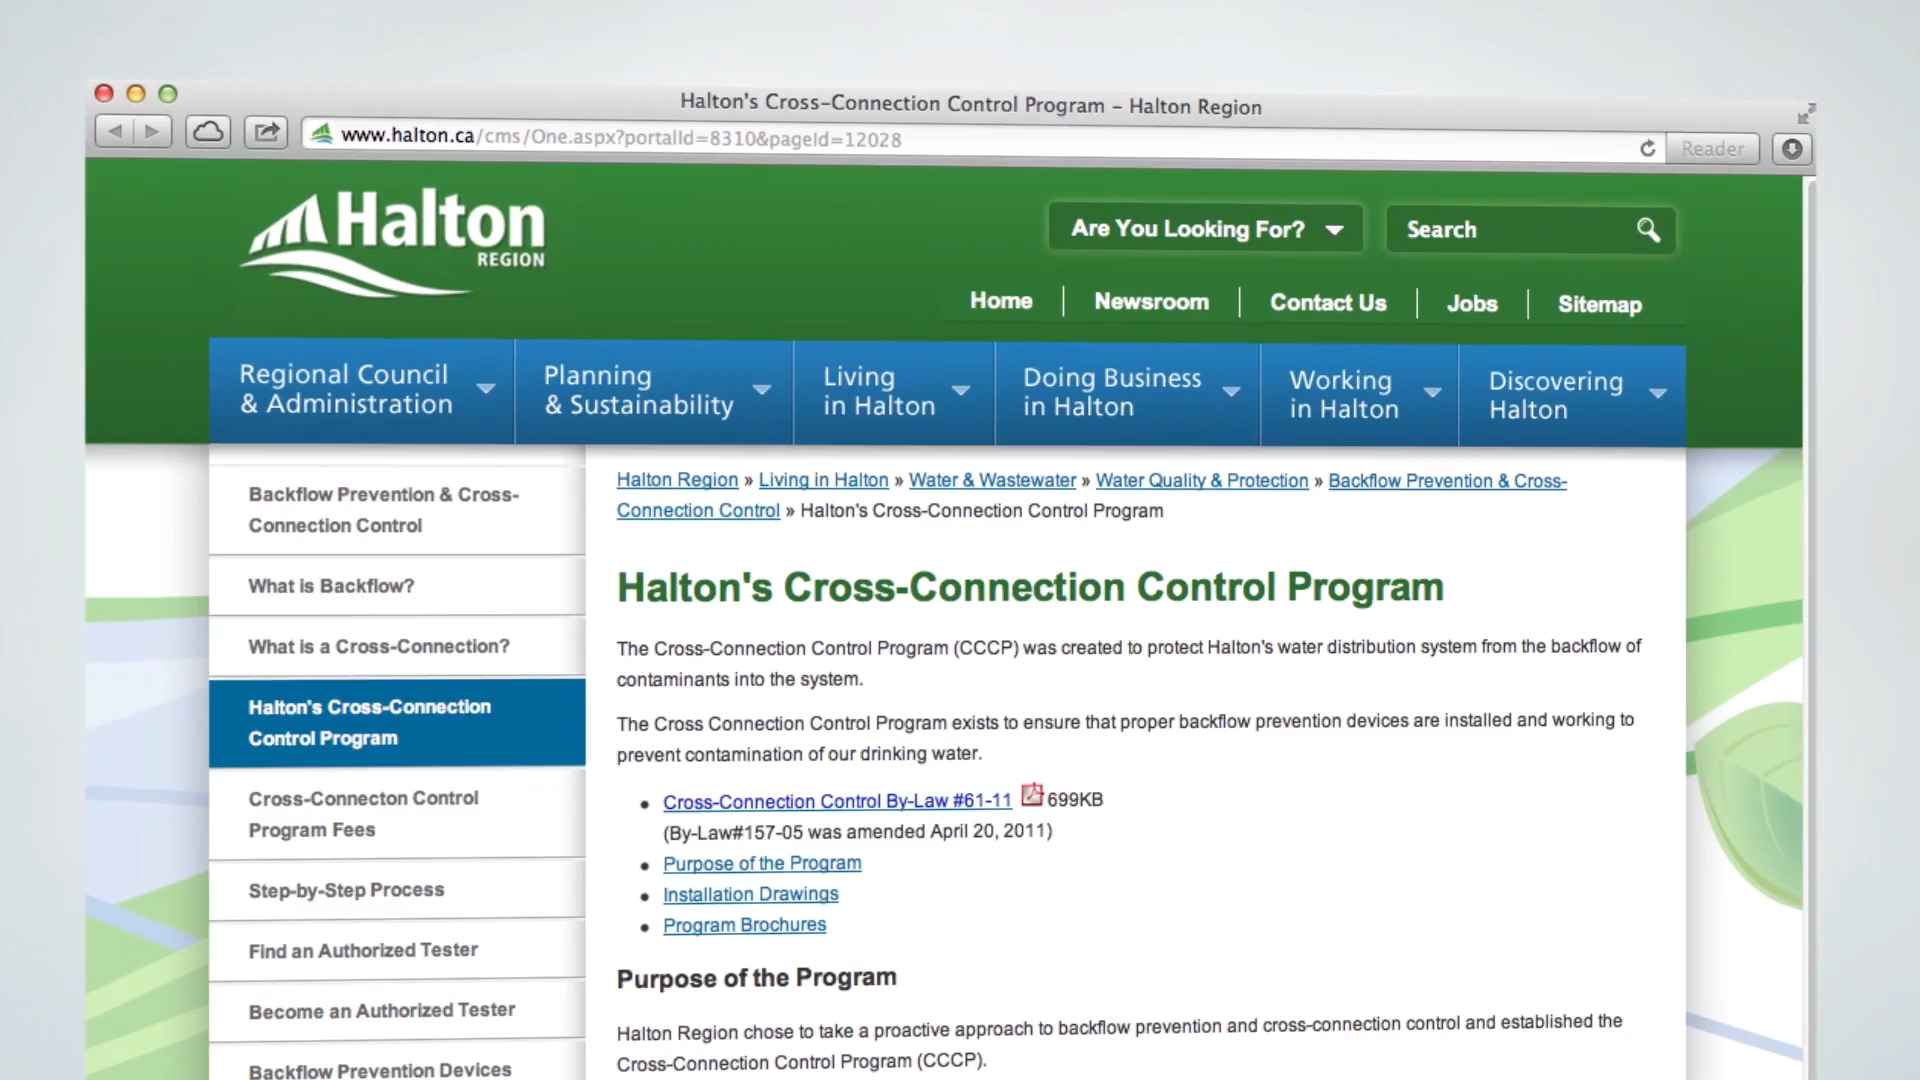 Halton's Cross-Connection Control Program – Halton Region
www.halton.ca/cms/One.aspx?portalId=8310&pageId=12028
Reader
Halton
REGION
Are You Looking For?
Search
Home
Newsroom
Contact Us
Jobs
Sitemap
Regional Council
& Administration
Planning
& Sustainability
Living
in Halton
Doing Business
in Halton
Working
in Halton
Discovering
Halton
Backflow Prevention & Cross-
Connection Control
What is Backflow?
What is a Cross-Connection?
Halton's Cross-Connection
Control Program
Cross-Connecton Control
Program Fees
Step-by-Step Process
Find an Authorized Tester
Become an Authorized Tester
Backflow Prevention Devices
Halton Region » Living in Halton » Water & Wastewater » Water Quality & Protection » Backflow Prevention & Cross-
Connection Control » Halton's Cross-Connection Control Program
Halton's Cross-Connection Control Program
The Cross-Connection Control Program (CCCP) was created to protect Halton's water distribution system from the backflow of
contaminants into the system.
The Cross Connection Control Program exists to ensure that proper backflow prevention devices are installed and working to
prevent contamination of our drinking water.
• Cross-Connection Control By-Law #61-11 699KB
(By-Law#157-05 was amended April 20, 2011)
• Purpose of the Program
• Installation Drawings
• Program Brochures
Purpose of the Program
Halton Region chose to take a proactive approach to backflow prevention and cross-connection control and established the
Cross-Connection Control Program (CCCP).